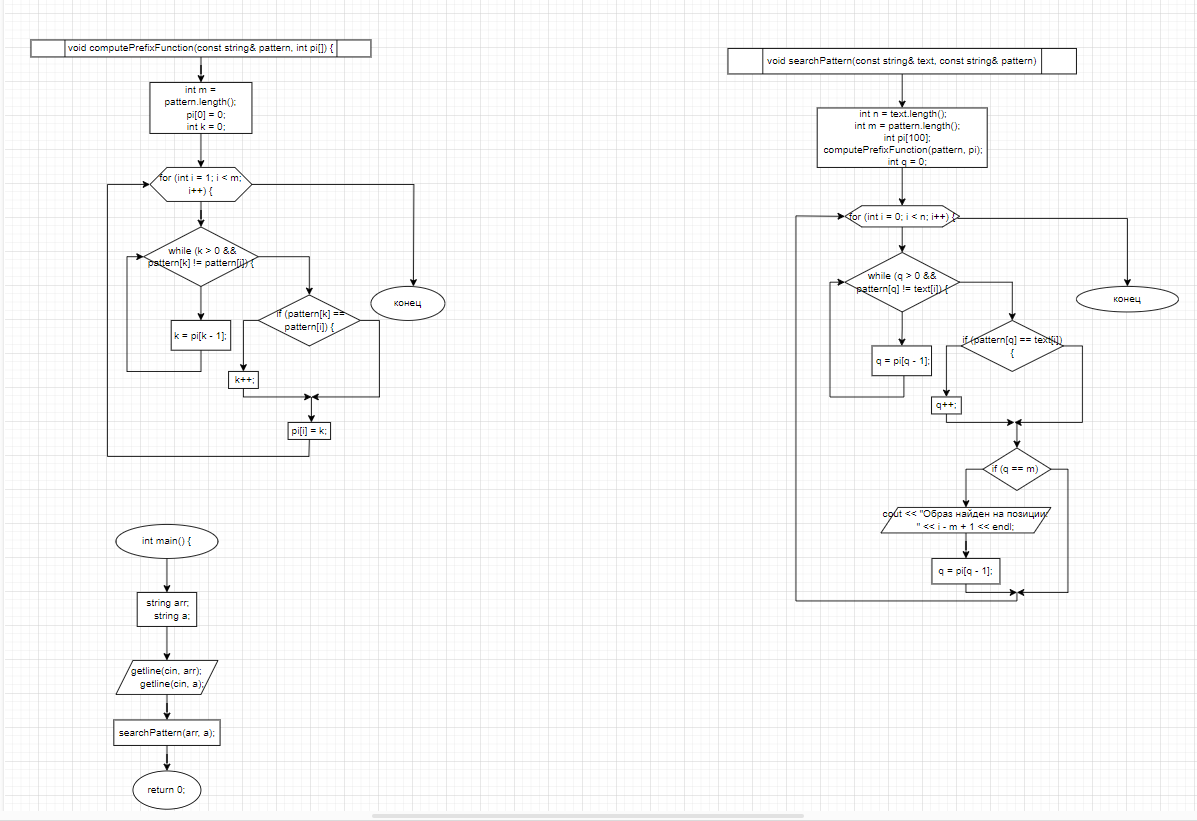 void computePrefixFunction(const string& pattern, int pi[]) {
int m =
pattern.length();
pi[0] = 0;
int k = 0;
for (int i = 1; i < m;
i++) {
while (k > 0 &&
pattern[k] != pattern[i]) {
k = pi[k - 1];
if (pattern[k] ==
pattern[i]) {
k++;
pi[i] = k;
конец
int main() {
string arr;
string a;
getline(cin, arr);
getline(cin, a);
searchPattern(arr, a);
return 0;
void searchPattern(const string& text, const string& pattern)
int n = text.length();
int m = pattern.length();
int pi[100];
computePrefixFunction(pattern, pi);
int q = 0;
for (int i = 0; i < n; i++) {
while (q > 0 &&
pattern[q] != text[i]) {
q = pi[q - 1];
if (pattern[q] == text[i])
{
q++;
if (q == m)
cout << "Образ найден на позиции:
" << i - m + 1 << endl;
q = pi[q - 1];
конец